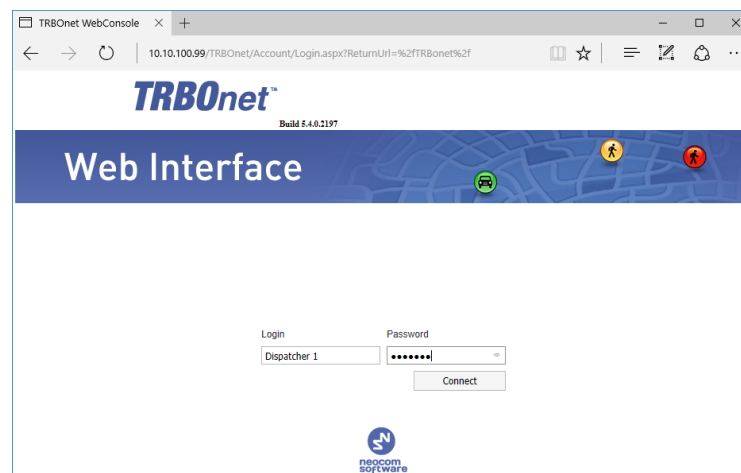 TRBOnet WebConsole
10.10.100.99/TRBOnet/Account/Login.aspx?ReturnUrl=%2fTRBonet%2f
TRBOnet™
Build 5.4.0.2197
Web Interface
Login Password
Dispatcher 1 •••••••
Connect
neocom
software